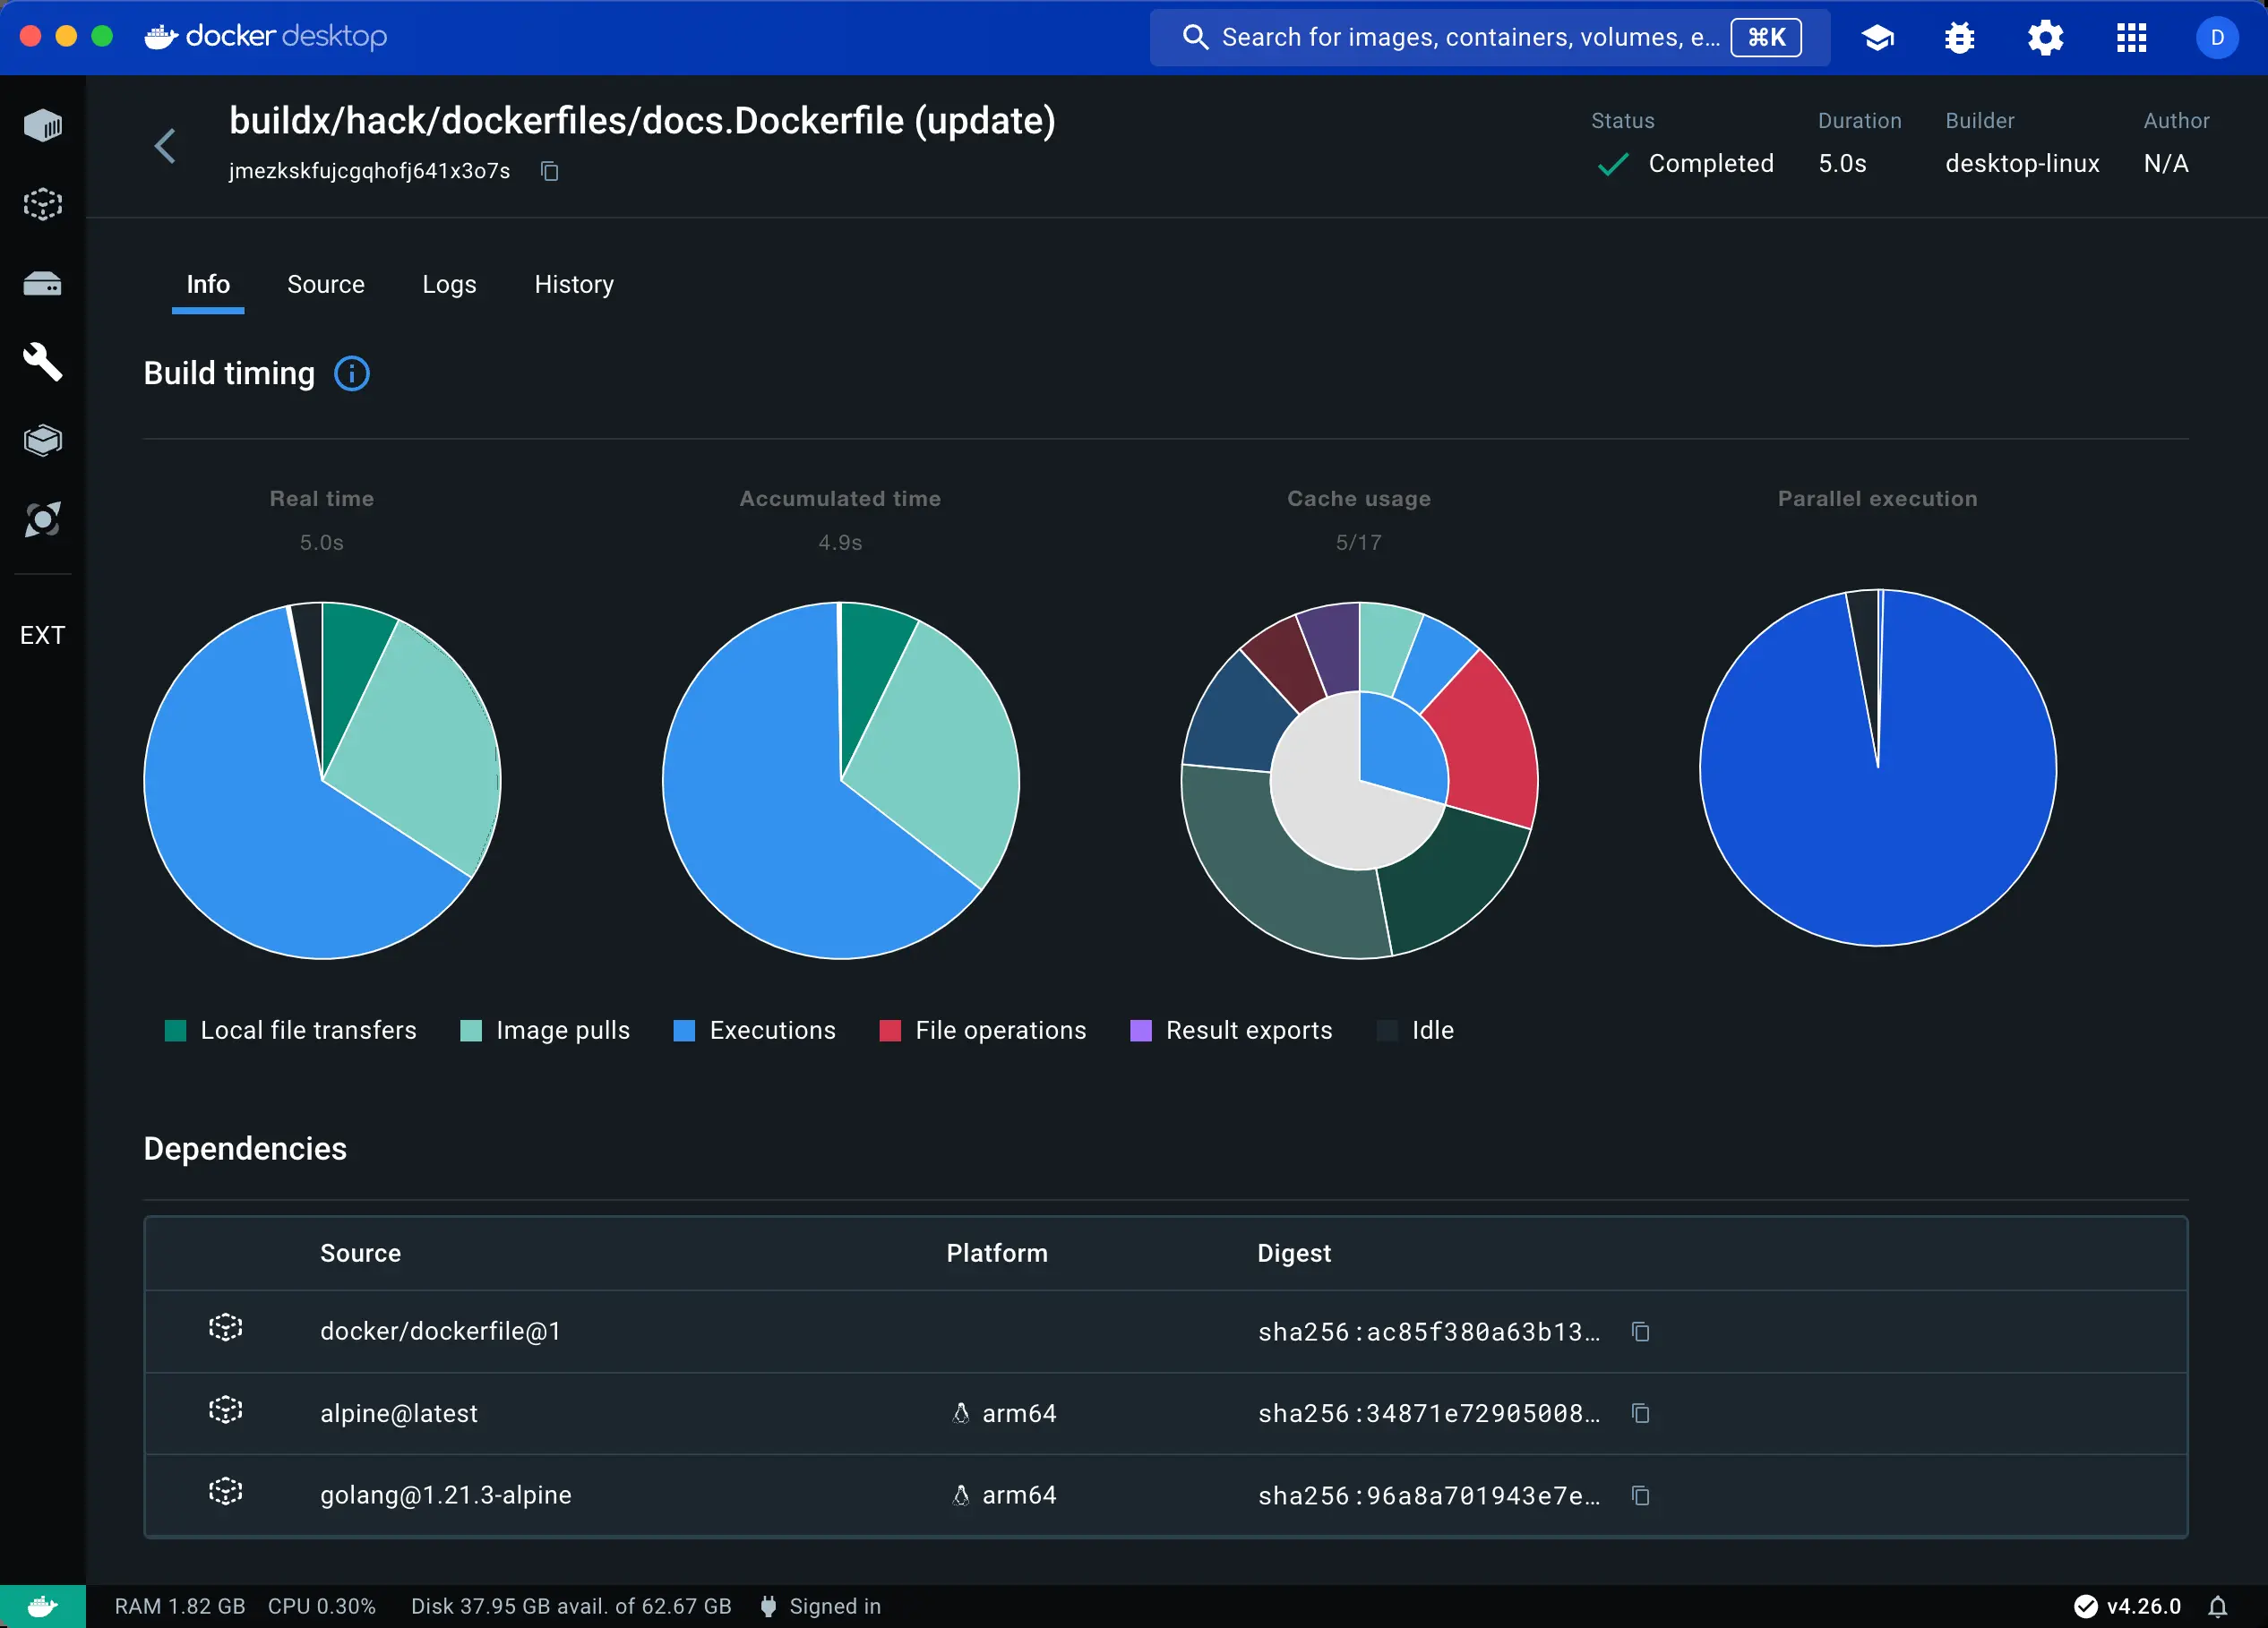 docker desktop
Search for images, containers, volumes, e... ⌘K
D
buildx/hack/dockerfiles/docs.Dockerfile (update)
jmezkskfujcgqhofj641x3o7s
Status Duration Builder Author
Completed 5.0s desktop-linux N/A
Info Source Logs History
Build timing
EXT
Real time Accumulated time Cache usage Parallel execution
5.0s 4.9s 5/17
Local file transfers Image pulls Executions File operations Result exports Idle
Dependencies
Source Platform Digest
docker/dockerfile@1 sha256:ac85f380a63b13...
alpine@latest arm64 sha256:34871e72905008...
golang@1.21.3-alpine arm64 sha256:96a8a701943e7e...
RAM 1.82 GB CPU 0.30% Disk 37.95 GB avail. of 62.67 GB Signed in v4.26.0